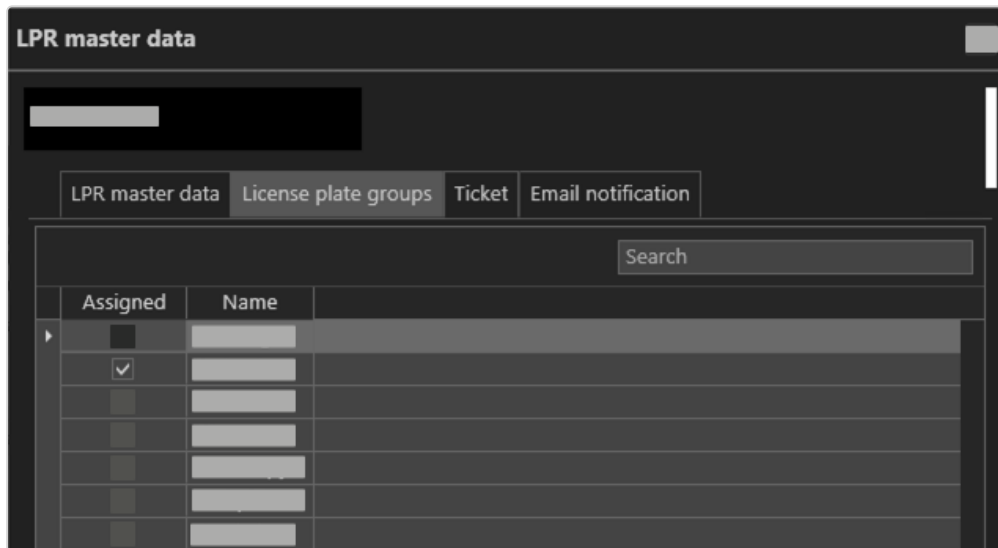 LPR master data
LPR master data License plate groups Ticket Email notification
Search
Assigned Name